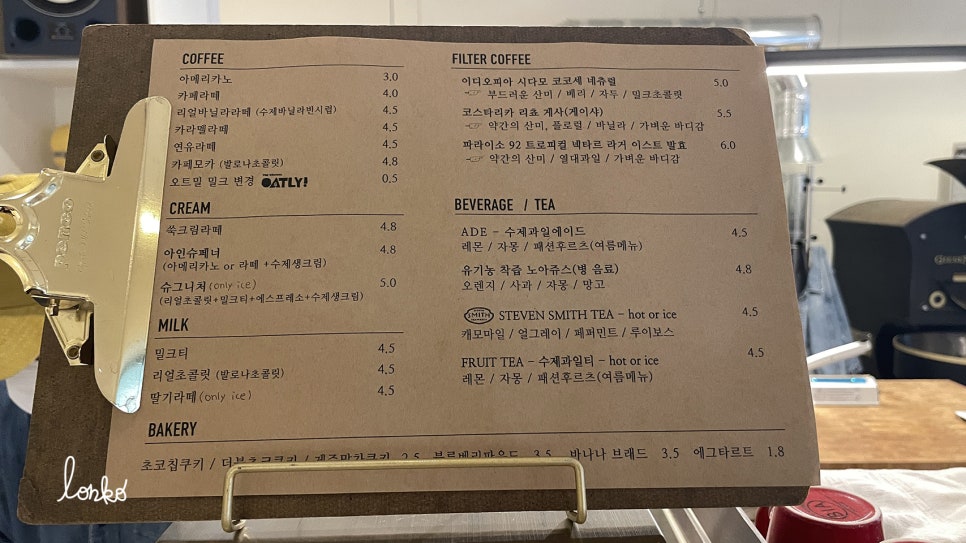 COFFEE
아메리카노 3.0
카페라떼 4.0
리얼바닐라라떼 (수제바닐라빈시럽) 4.5
카라멜라떼 4.5
연유라떼 4.5
카페모카 (발로나초콜릿) 4.8
오트밀 밀크 변경 OATLY! 0.5
CREAM
쑥크림라떼 4.8
아인슈페너 4.8
(아메리카노 or 라떼 +수제생크림)
슈그니처(only ice) 5.0
(리얼초콜릿+밀크티+에스프레소+수제생크림)
MILK
밀크티 4.5
리얼초콜릿 (발로나초콜릿) 4.5
딸기라떼(only ice) 4.5
FILTER COFFEE
이디오피아 시다모 코코세 네츄럴 5.0
☞ 부드러운 산미 / 베리 / 자두 / 밀크초콜릿
코스타리카 리쵸 게샤(게이샤) 5.5
☞ 약간의 산미, 플로럴 / 바닐라 / 가벼운 바디감
파라이소 92 트로피컬 넥타르 라거 이스트 발효 6.0
☞ 약간의 산미 / 열대과일 / 가벼운 바디감
BEVERAGE / TEA
ADE - 수제과일에이드 4.5
레몬 / 자몽 / 패션후르츠(여름메뉴)
유기농 착즙 노아쥬스(병 음료) 4.8
오렌지 / 사과 / 자몽 / 망고
SMITH STEVEN SMITH TEA - hot or ice 4.5
캐모마일 / 얼그레이 / 페퍼민트 / 루이보스
FRUIT TEA - 수제과일티 - hot or ice 4.5
레몬 / 자몽 / 패션후르츠(여름메뉴)
BAKERY
초코칩쿠키 / 더블초코쿠키 / 제주말차쿠키 2.5 블루베리파운드 3.5 바나나 브레드 3.5 에그타르트 1.8
lonko